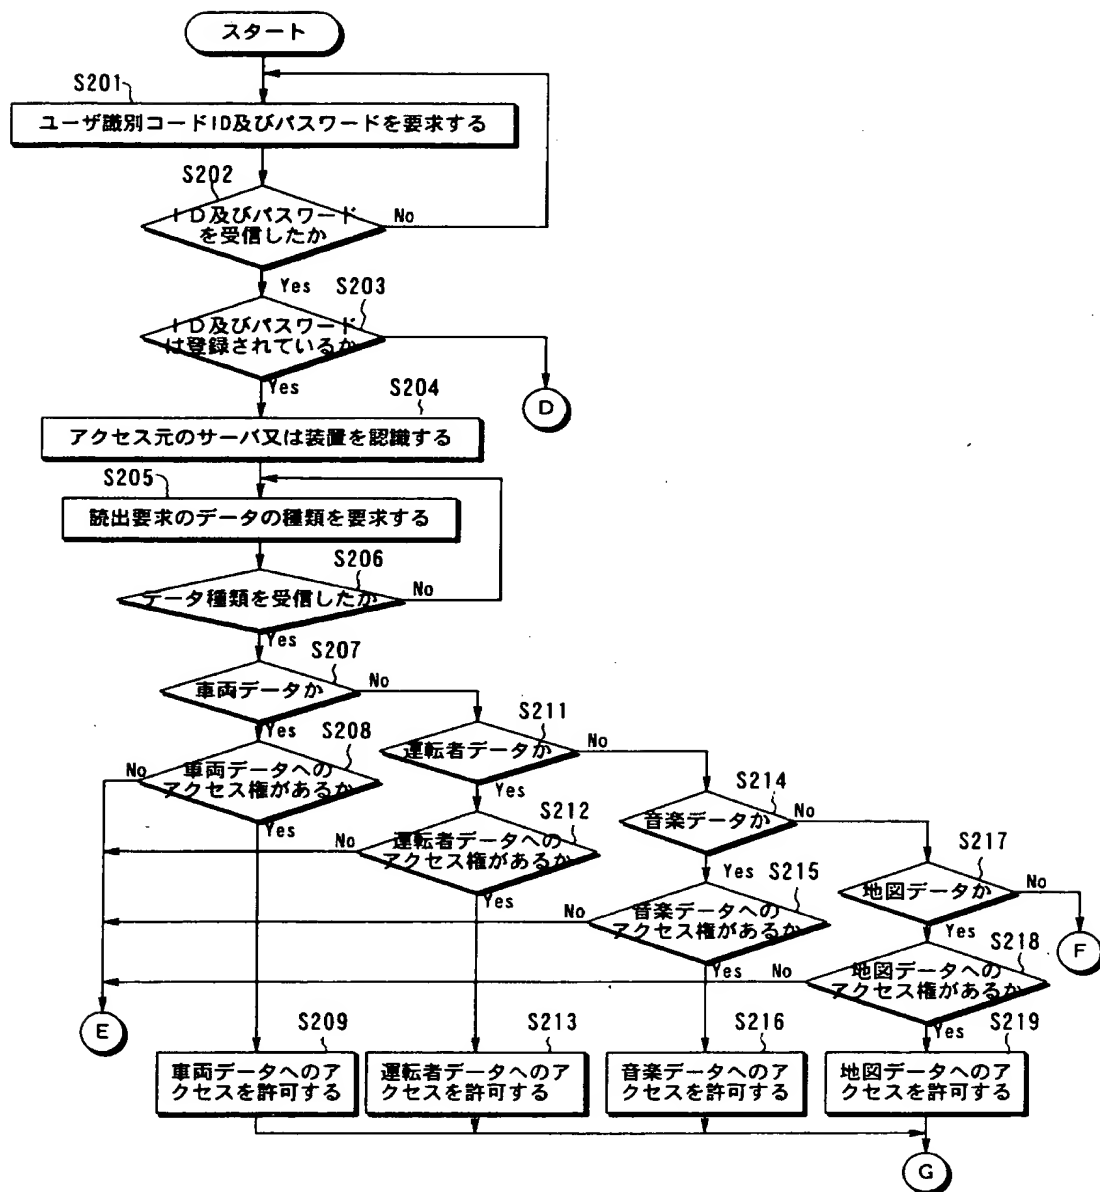 スタート
S201
ユーザ識別コードID及びパスワードを要求する
S202
ID及びパスワード
を受信したか
No
Yes
S203
ID及びパスワード
は登録されているか
Yes
D
S204
アクセス元のサーバ又は装置を認識する
S205
読出要求のデータの種類を要求する
S206
データ種類を受信したか
No
Yes
S207
車両データか
No
Yes
S208
車両データへの
アクセス権があるか
No
Yes
S211
運転者データか
No
Yes
S212
運転者データへの
アクセス権があるか
No
Yes
S214
音楽データか
No
Yes
S215
音楽データへの
アクセス権があるか
No
Yes
S217
地図データか
No
Yes
F
S218
地図データへの
アクセス権があるか
No
Yes
E
S209
車両データへのア
クセスを許可する
S213
運転者データへのア
クセスを許可する
S216
音楽データへのア
クセスを許可する
S219
地図データへのア
クセスを許可する
G